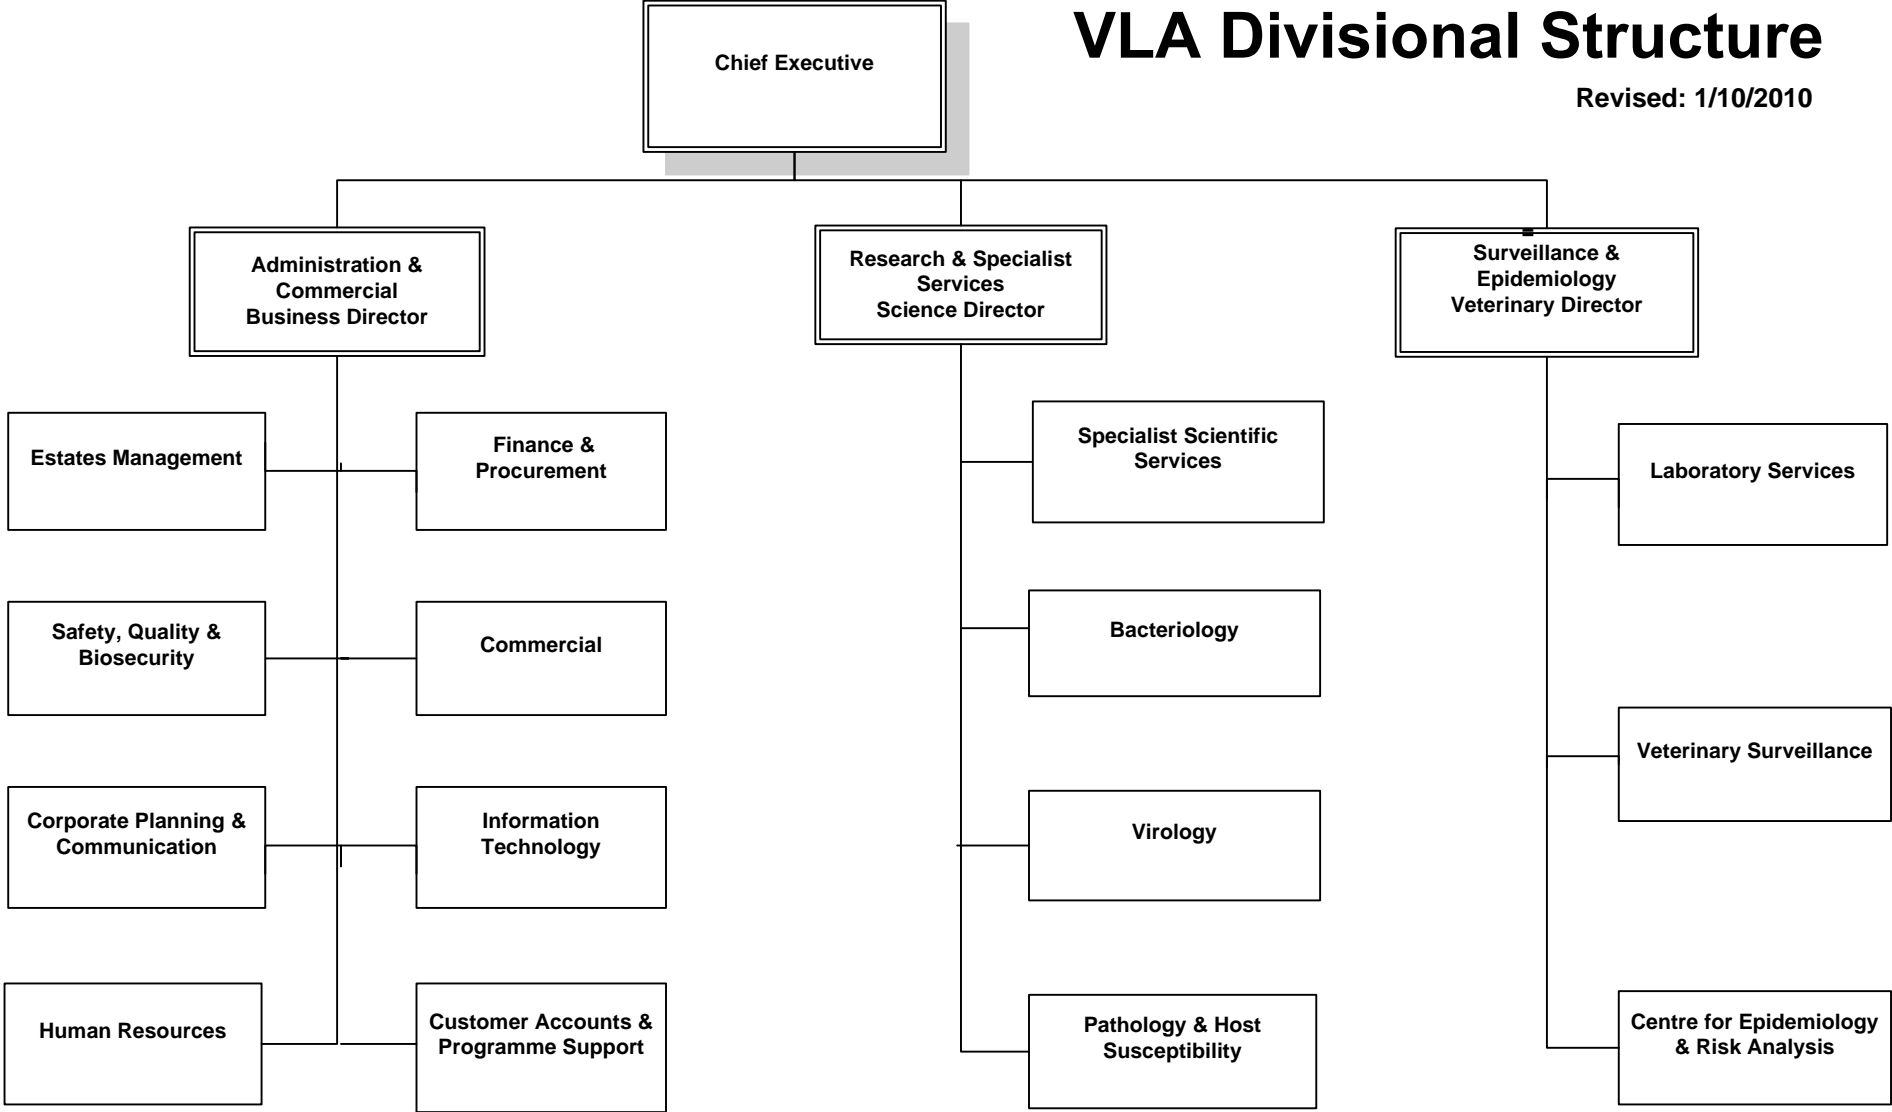 VLA Divisional Structure
Revised: 1/10/2010
Chief Executive
Administration &
Commercial
Business Director
Research & Specialist
Services
Science Director
Surveillance &
Epidemiology
Veterinary Director
Estates Management
Finance &
Procurement
Specialist Scientific
Services
Laboratory Services
Safety, Quality &
Biosecurity
Commercial
Bacteriology
Veterinary Surveillance
Corporate Planning &
Communication
Information
Technology
Virology
Human Resources
Customer Accounts &
Programme Support
Pathology & Host
Susceptibility
Centre for Epidemiology
& Risk Analysis